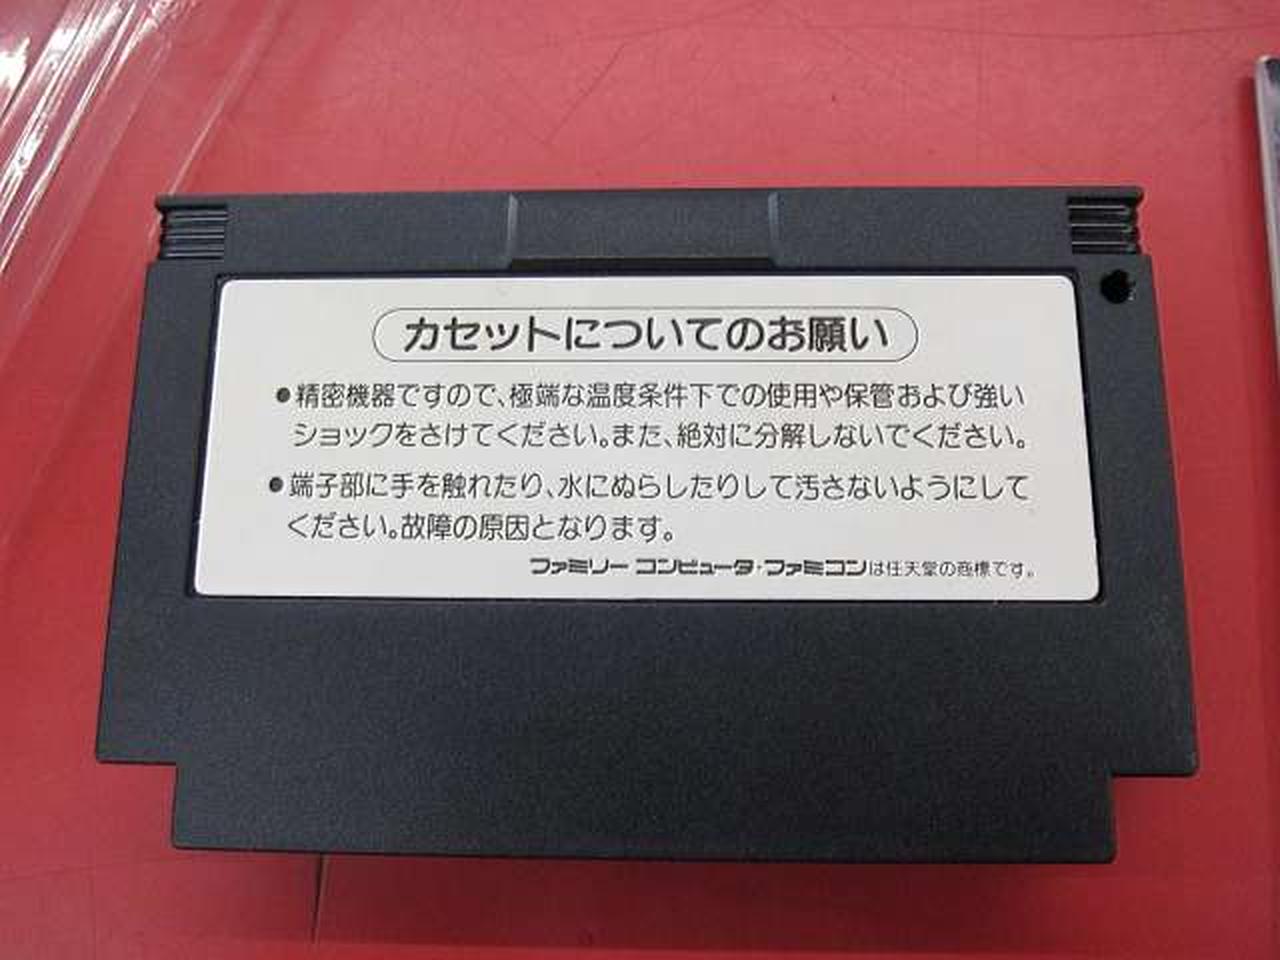 カセットについてのお願い
●精密機器ですので、極端な温度条件下での使用や保管および強い
ショックをさけてください。また、絶対に分解しないでください。
●端子部に手を触れたり、水にぬらしたりして汚さないようにして
ください。故障の原因となります。
ファミリーコンピュータ・ファミコンは任天堂の商標です。